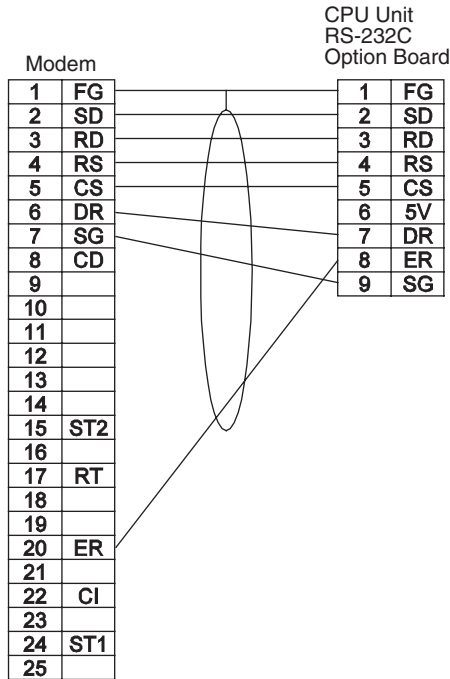 CPU Unit
RS-232C
Option Board
Modem
1 FG
2 SD
3 RD
4 RS
5 CS
6 DR
7 SG
8 CD
9
10
11
12
13
14
15 ST2
16
17 RT
18
19
20 ER
21
22 CI
23
24 ST1
25
1 FG
2 SD
3 RD
4 RS
5 CS
6 5V
7 DR
8 ER
9 SG